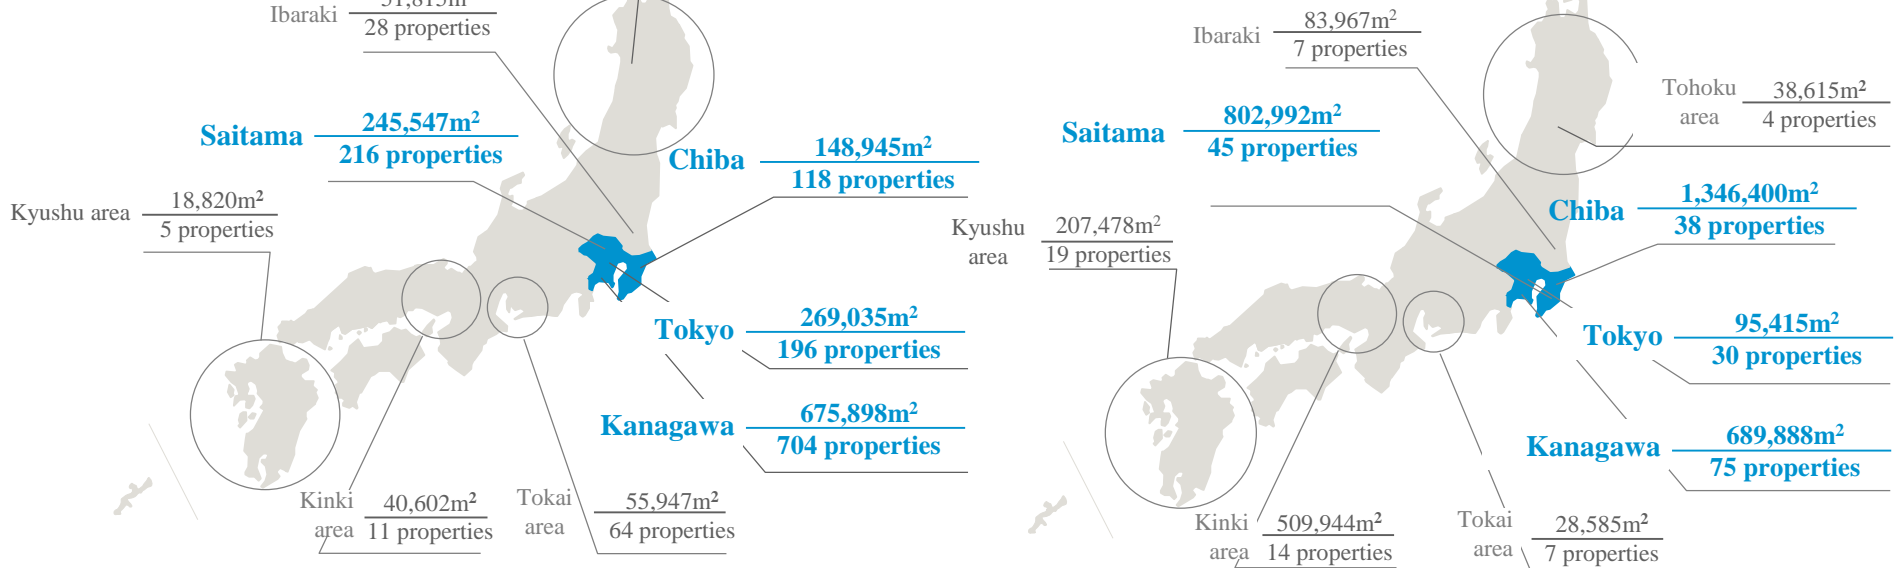 Ibaraki
28 properties
Saitama
245,547m²
216 properties
Chiba
148,945m²
118 properties
Kyushu area
18,820m²
5 properties
Tokyo
269,035m²
196 properties
Kanagawa
675,898m²
704 properties
Kinki
area
40,602m²
11 properties
Tokai
area
55,947m²
64 properties
Ibaraki
83,967m²
7 properties
Tohoku
area
38,615m²
4 properties
Saitama
802,992m²
45 properties
Chiba
1,346,400m²
38 properties
Kyushu
area
207,478m²
19 properties
Tokyo
95,415m²
30 properties
Kanagawa
689,888m²
75 properties
Kinki
area
509,944m²
14 properties
Tokai
area
28,585m²
7 properties